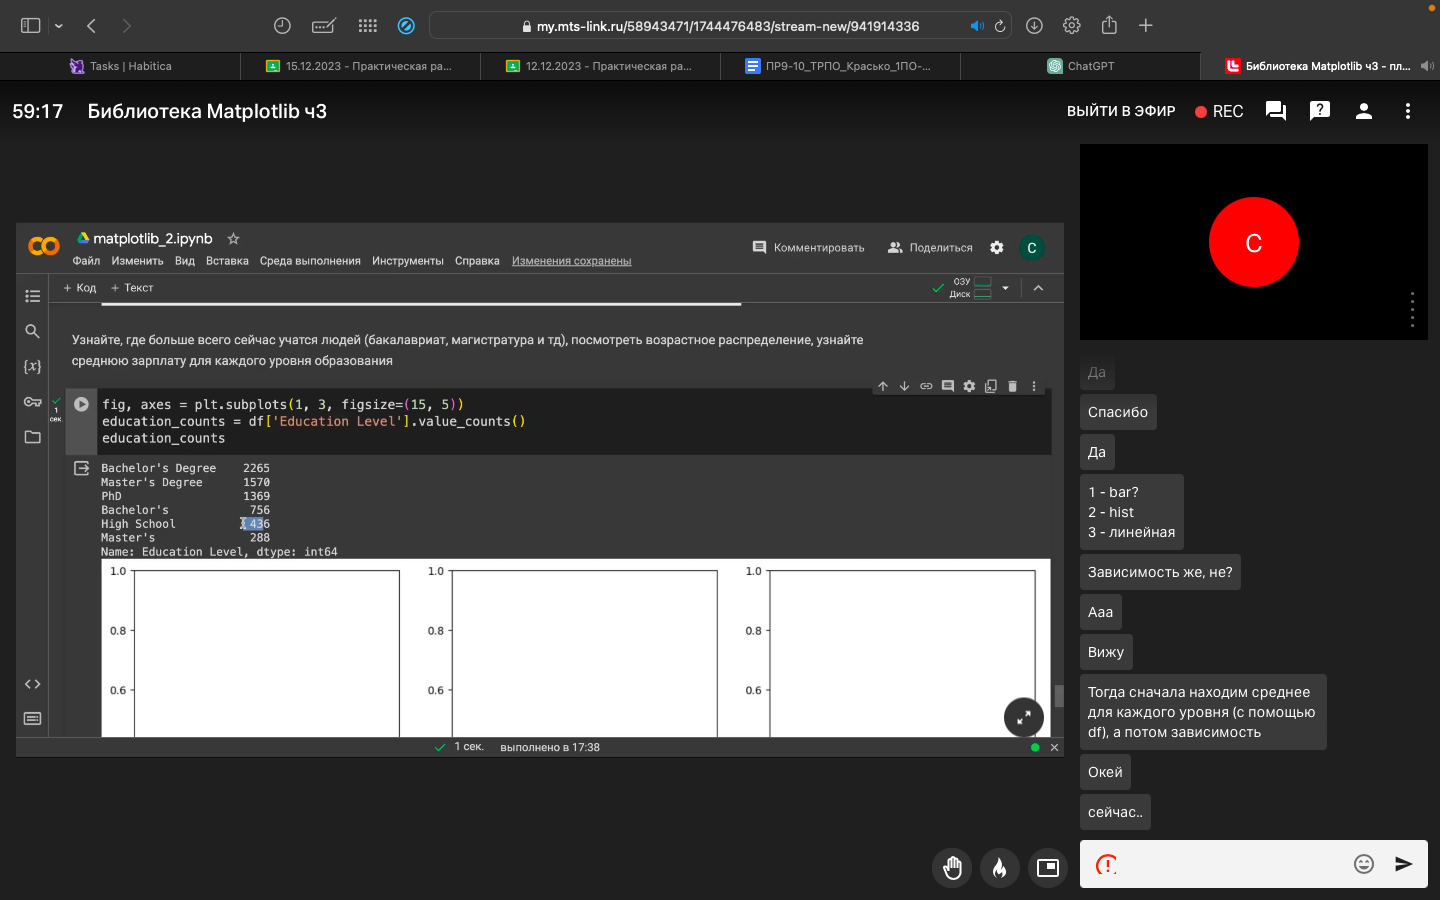 my.mts-link.ru/58943471/1744476483/stream-new/941914336
Tasks | Habitica
15.12.2023 - Практическая ра...
12.12.2023 - Практическая ра...
ПР9-10_ТРПО_Красько_1ПО-...
ChatGPT
Библиотека Matplotlib ч3 - пл...
59:17 Библиотека Matplotlib ч3
ВЫЙТИ В ЭФИР
REC
matplotlib_2.ipynb
Комментировать
Поделиться
С
Файл Изменить Вид Вставка Среда выполнения Инструменты Справка Изменения сохранены
+ Код + Текст
ОЗУ
Диск
Узнайте, где больше всего сейчас учатся людей (бакалавриат, магистратура и тд), посмотреть возрастное распределение, узнайте
среднюю зарплату для каждого уровня образования
1
сек.
fig, axes = plt.subplots(1, 3, figsize=(15, 5))
education_counts = df['Education Level'].value_counts()
education_counts
Bachelor's Degree 2265
Master's Degree 1570
PhD 1369
Bachelor's 756
High School 436
Master's 288
Name: Education Level, dtype: int64
1.0 1.0 1.0
0.8 0.8 0.8
0.6 0.6 0.6
1 сек. выполнено в 17:38
С
Да
Спасибо
Да
1 - bar?
2 - hist
3 - линейная
Зависимость же, не?
Ааа
Вижу
Тогда сначала находим среднее
для каждого уровня (с помощью
df), а потом зависимость
Окей
сейчас..